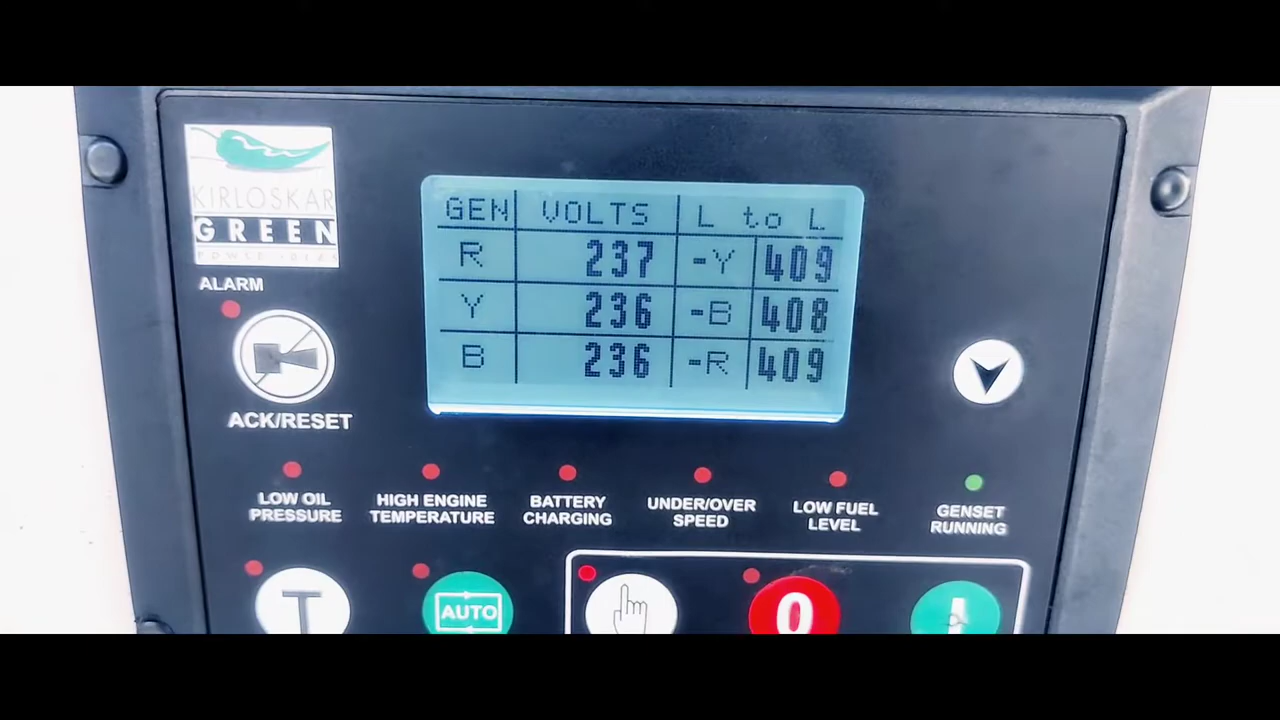 KIRLOSKAR
GREEN
GEN VOLTS L to L
R 237 -Y 409
Y 236 -B 408
B 236 -R 409
ALARM
ACK/RESET
LOW OIL
PRESSURE
HIGH ENGINE
TEMPERATURE
BATTERY
CHARGING
UNDER/OVER
SPEED
LOW FUEL
LEVEL
GENSET
RUNNING
T
AUTO
0
I